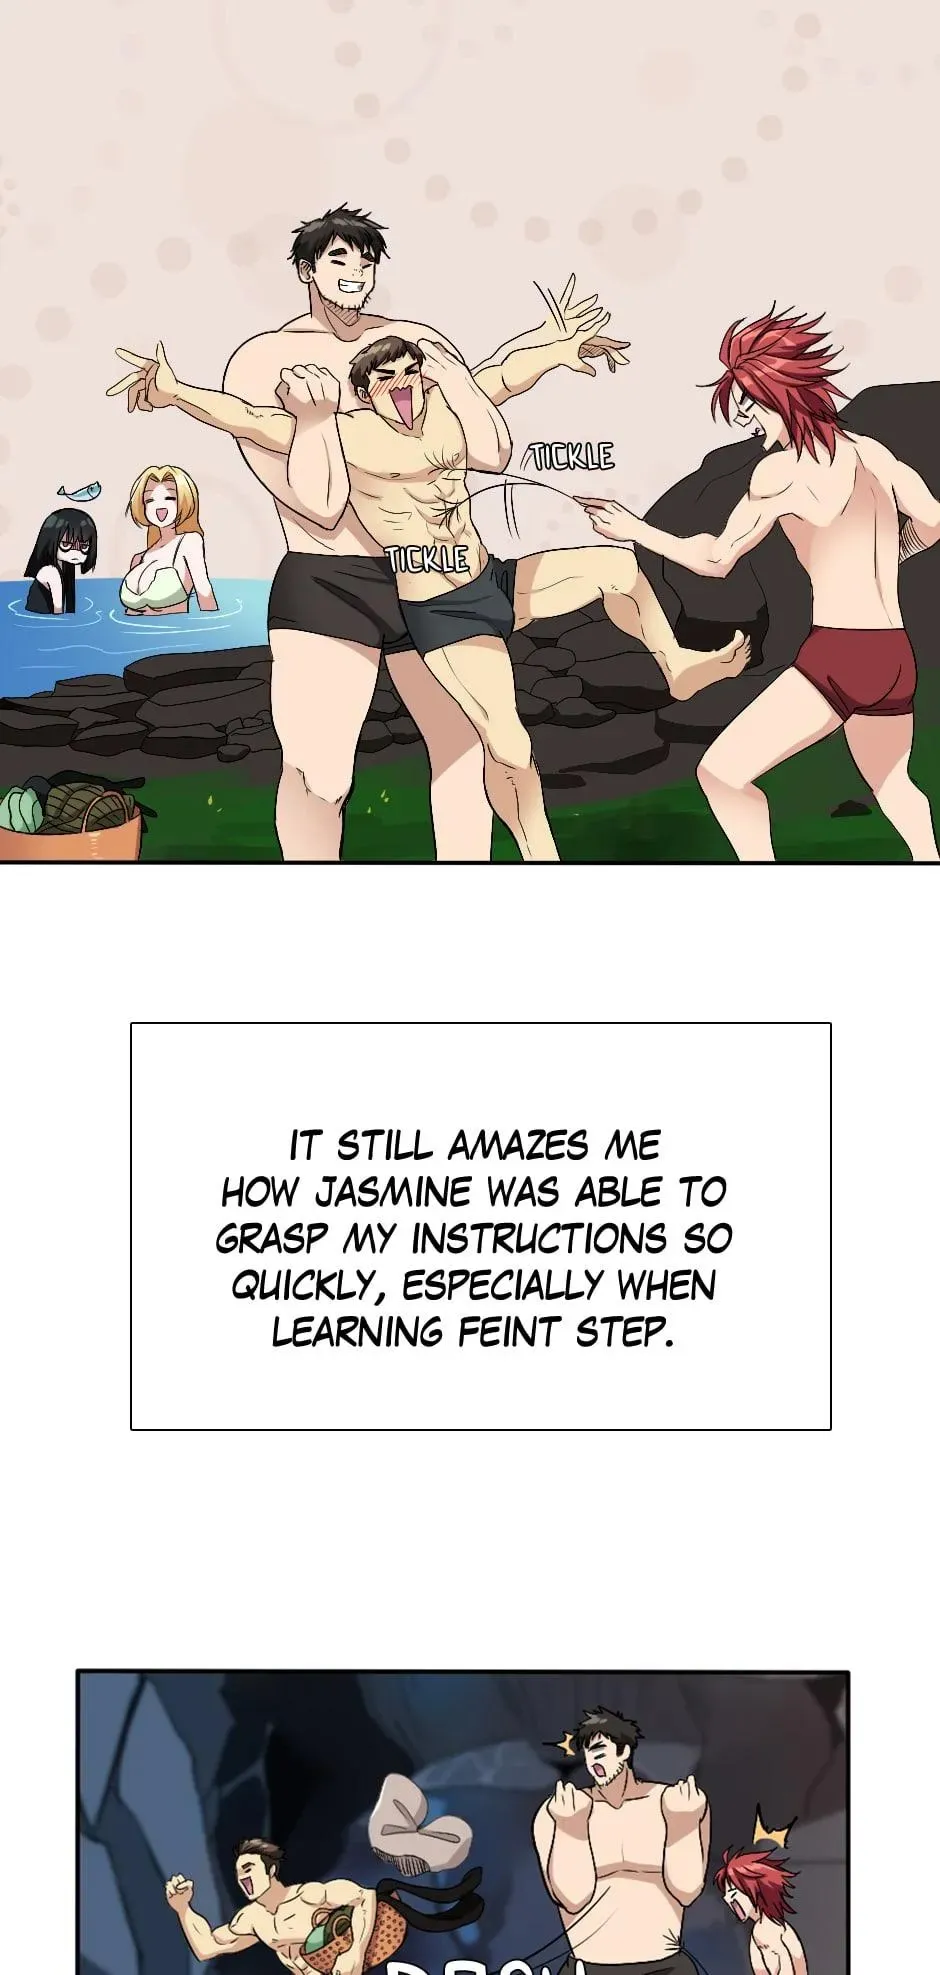 TICKLE
TICKLE
IT STILL AMAZES ME
HOW JASMINE WAS ABLE TO
GRASP MY INSTRUCTIONS SO
QUICKLY, ESPECIALLY WHEN
LEARNING FEINT STEP.